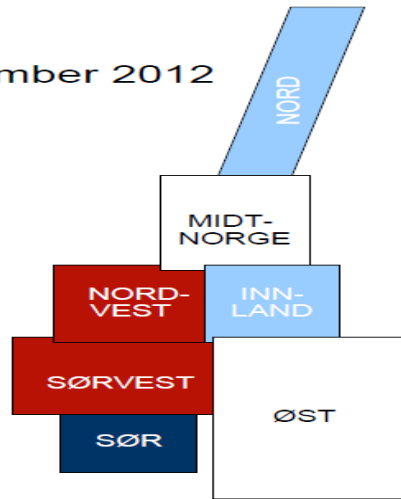 mber 2012
NORD
MIDT-
NORGE
NORD-
VEST
INN-
LAND
SØRVEST
ØST
SØR